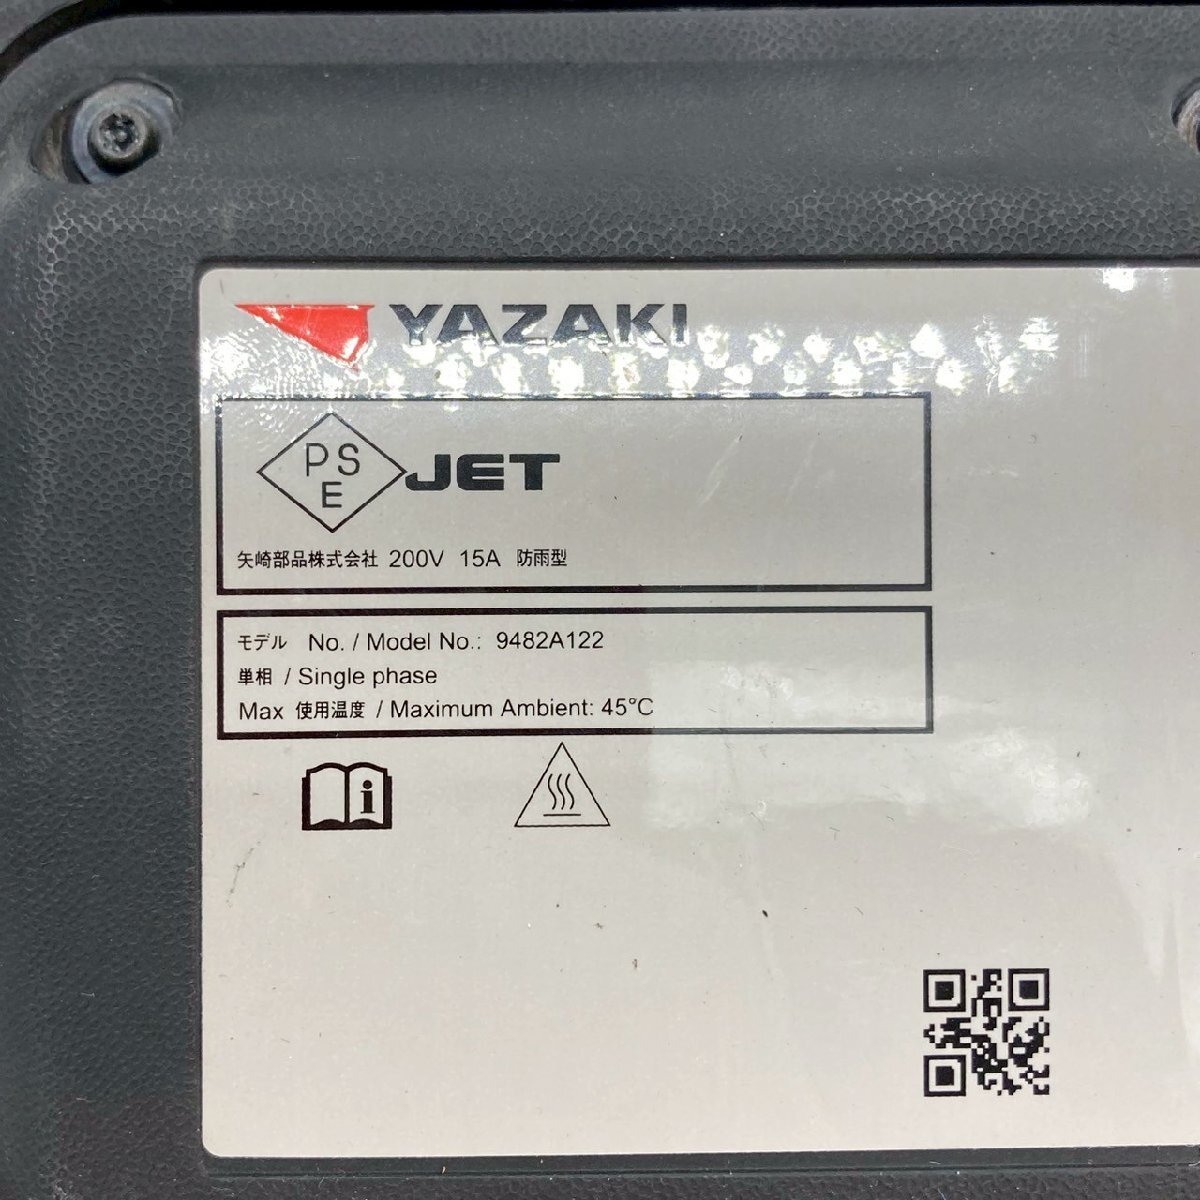 YAZAKI
PS
E
JET
矢崎部品株式会社 200V 15A 防雨型
モデル No. / Model No.: 9482A122
単相 / Single phase
Max 使用温度 / Maximum Ambient: 45°C
i